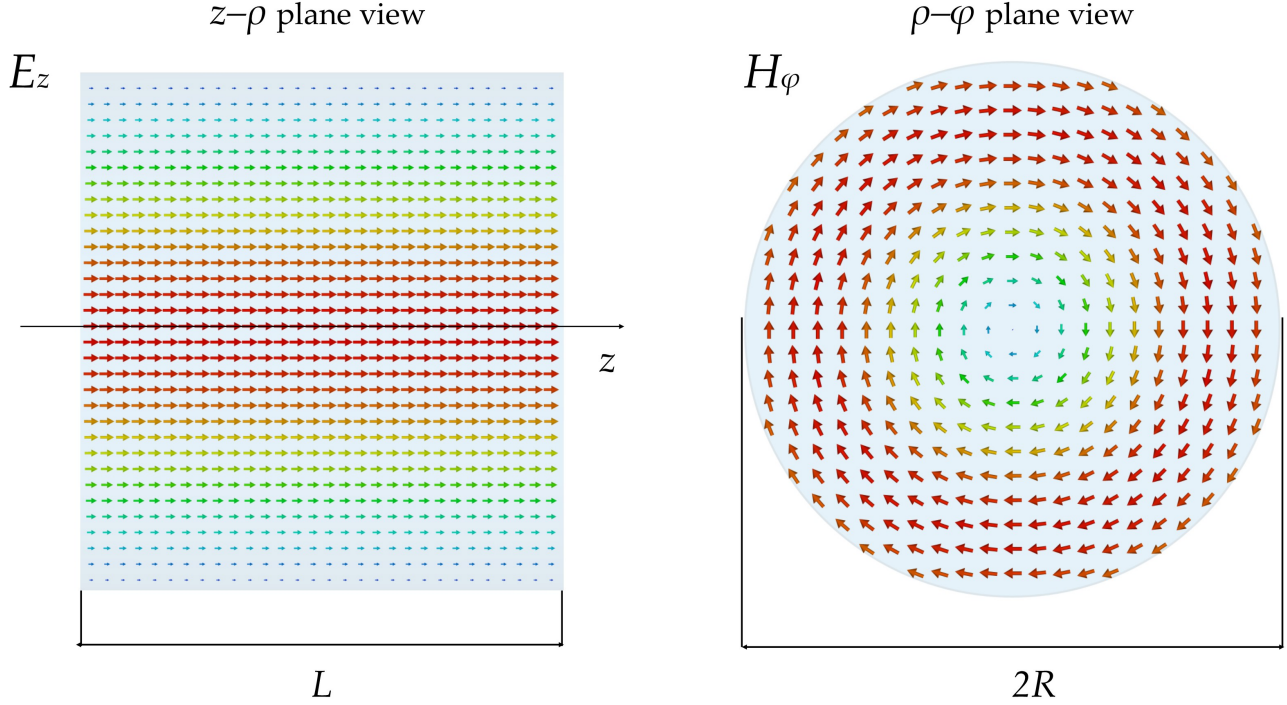 z–ρ plane view
ρ–φ plane view
Ez
Hφ
z
L
2R